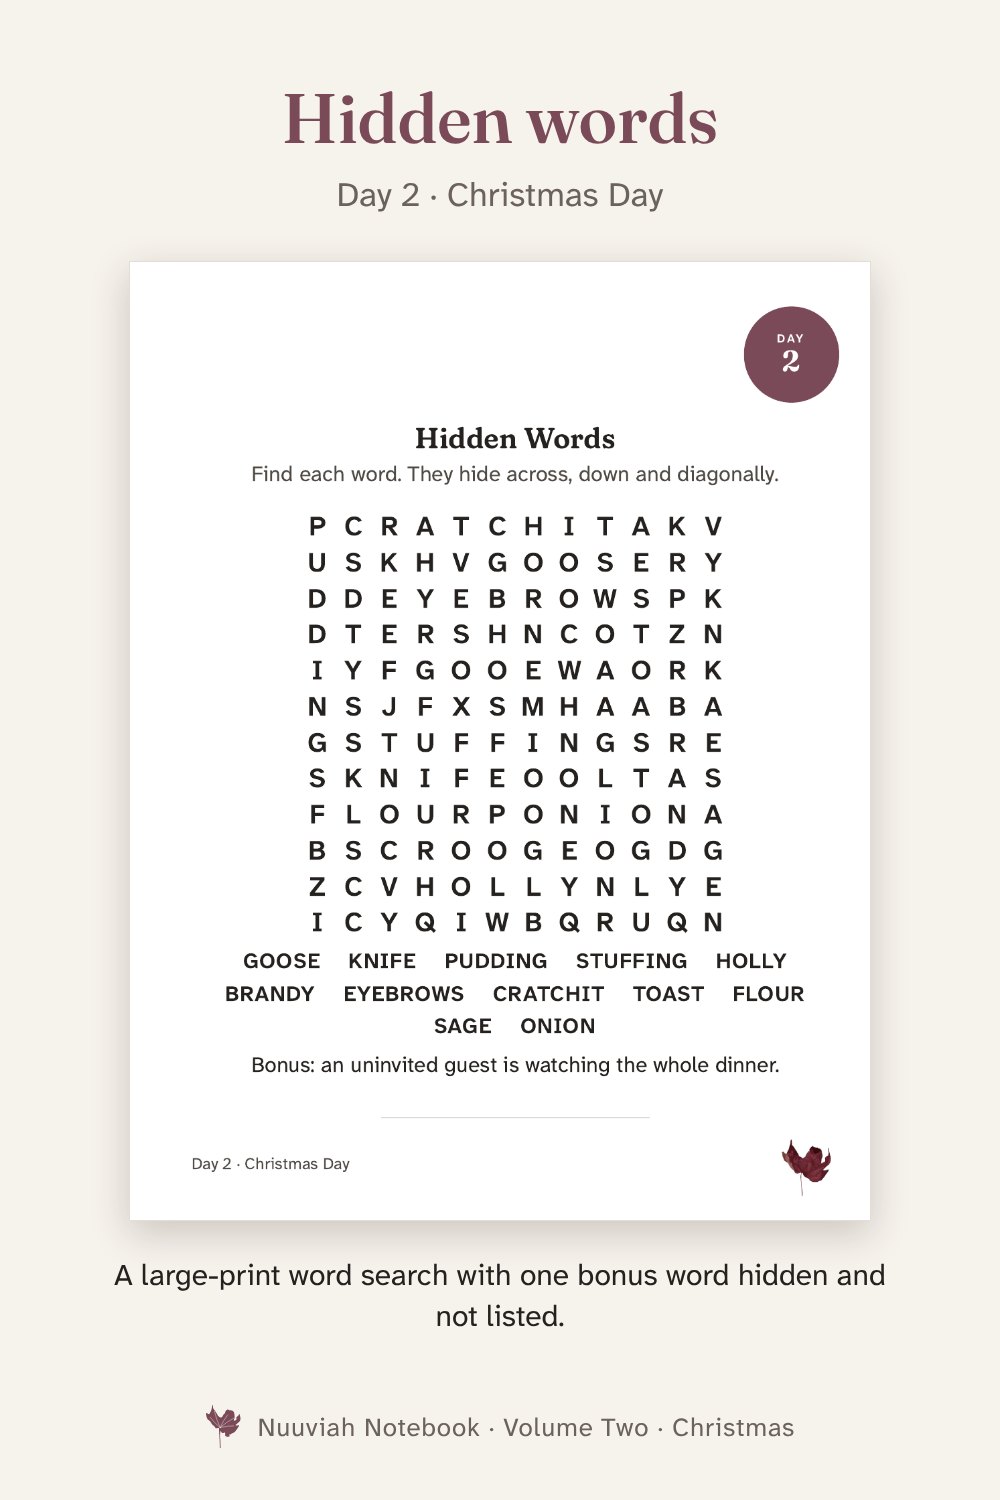 Hidden words
Day 2 · Christmas Day
DAY
2
Hidden Words
Find each word. They hide across, down and diagonally.
P C R A T C H I T A K V
U S K H V G O O S E R Y
D D E Y E B R O W S P K
D T E R S H N C O T Z N
I Y F G O O E W A O R K
N S J F X S M H A A B A
G S T U F F I N G S R E
S K N I F E O O L T A S
F L O U R P O N I O N A
B S C R O O G E O G D G
Z C V H O L L Y N L Y E
I C Y Q I W B Q R U Q N
GOOSE KNIFE PUDDING STUFFING HOLLY
BRANDY EYEBROWS CRATCHIT TOAST FLOUR
SAGE ONION
Bonus: an uninvited guest is watching the whole dinner.
Day 2 · Christmas Day
A large-print word search with one bonus word hidden and
not listed.
Nuuviah Notebook · Volume Two · Christmas